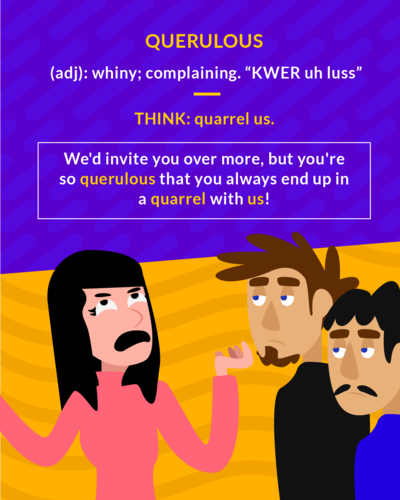 QUERULOUS
(adj): whiny; complaining. “KWER uh luss”
THINK: quarrel us.
We'd invite you over more, but you're
so querulous that you always end up in
a quarrel with us!